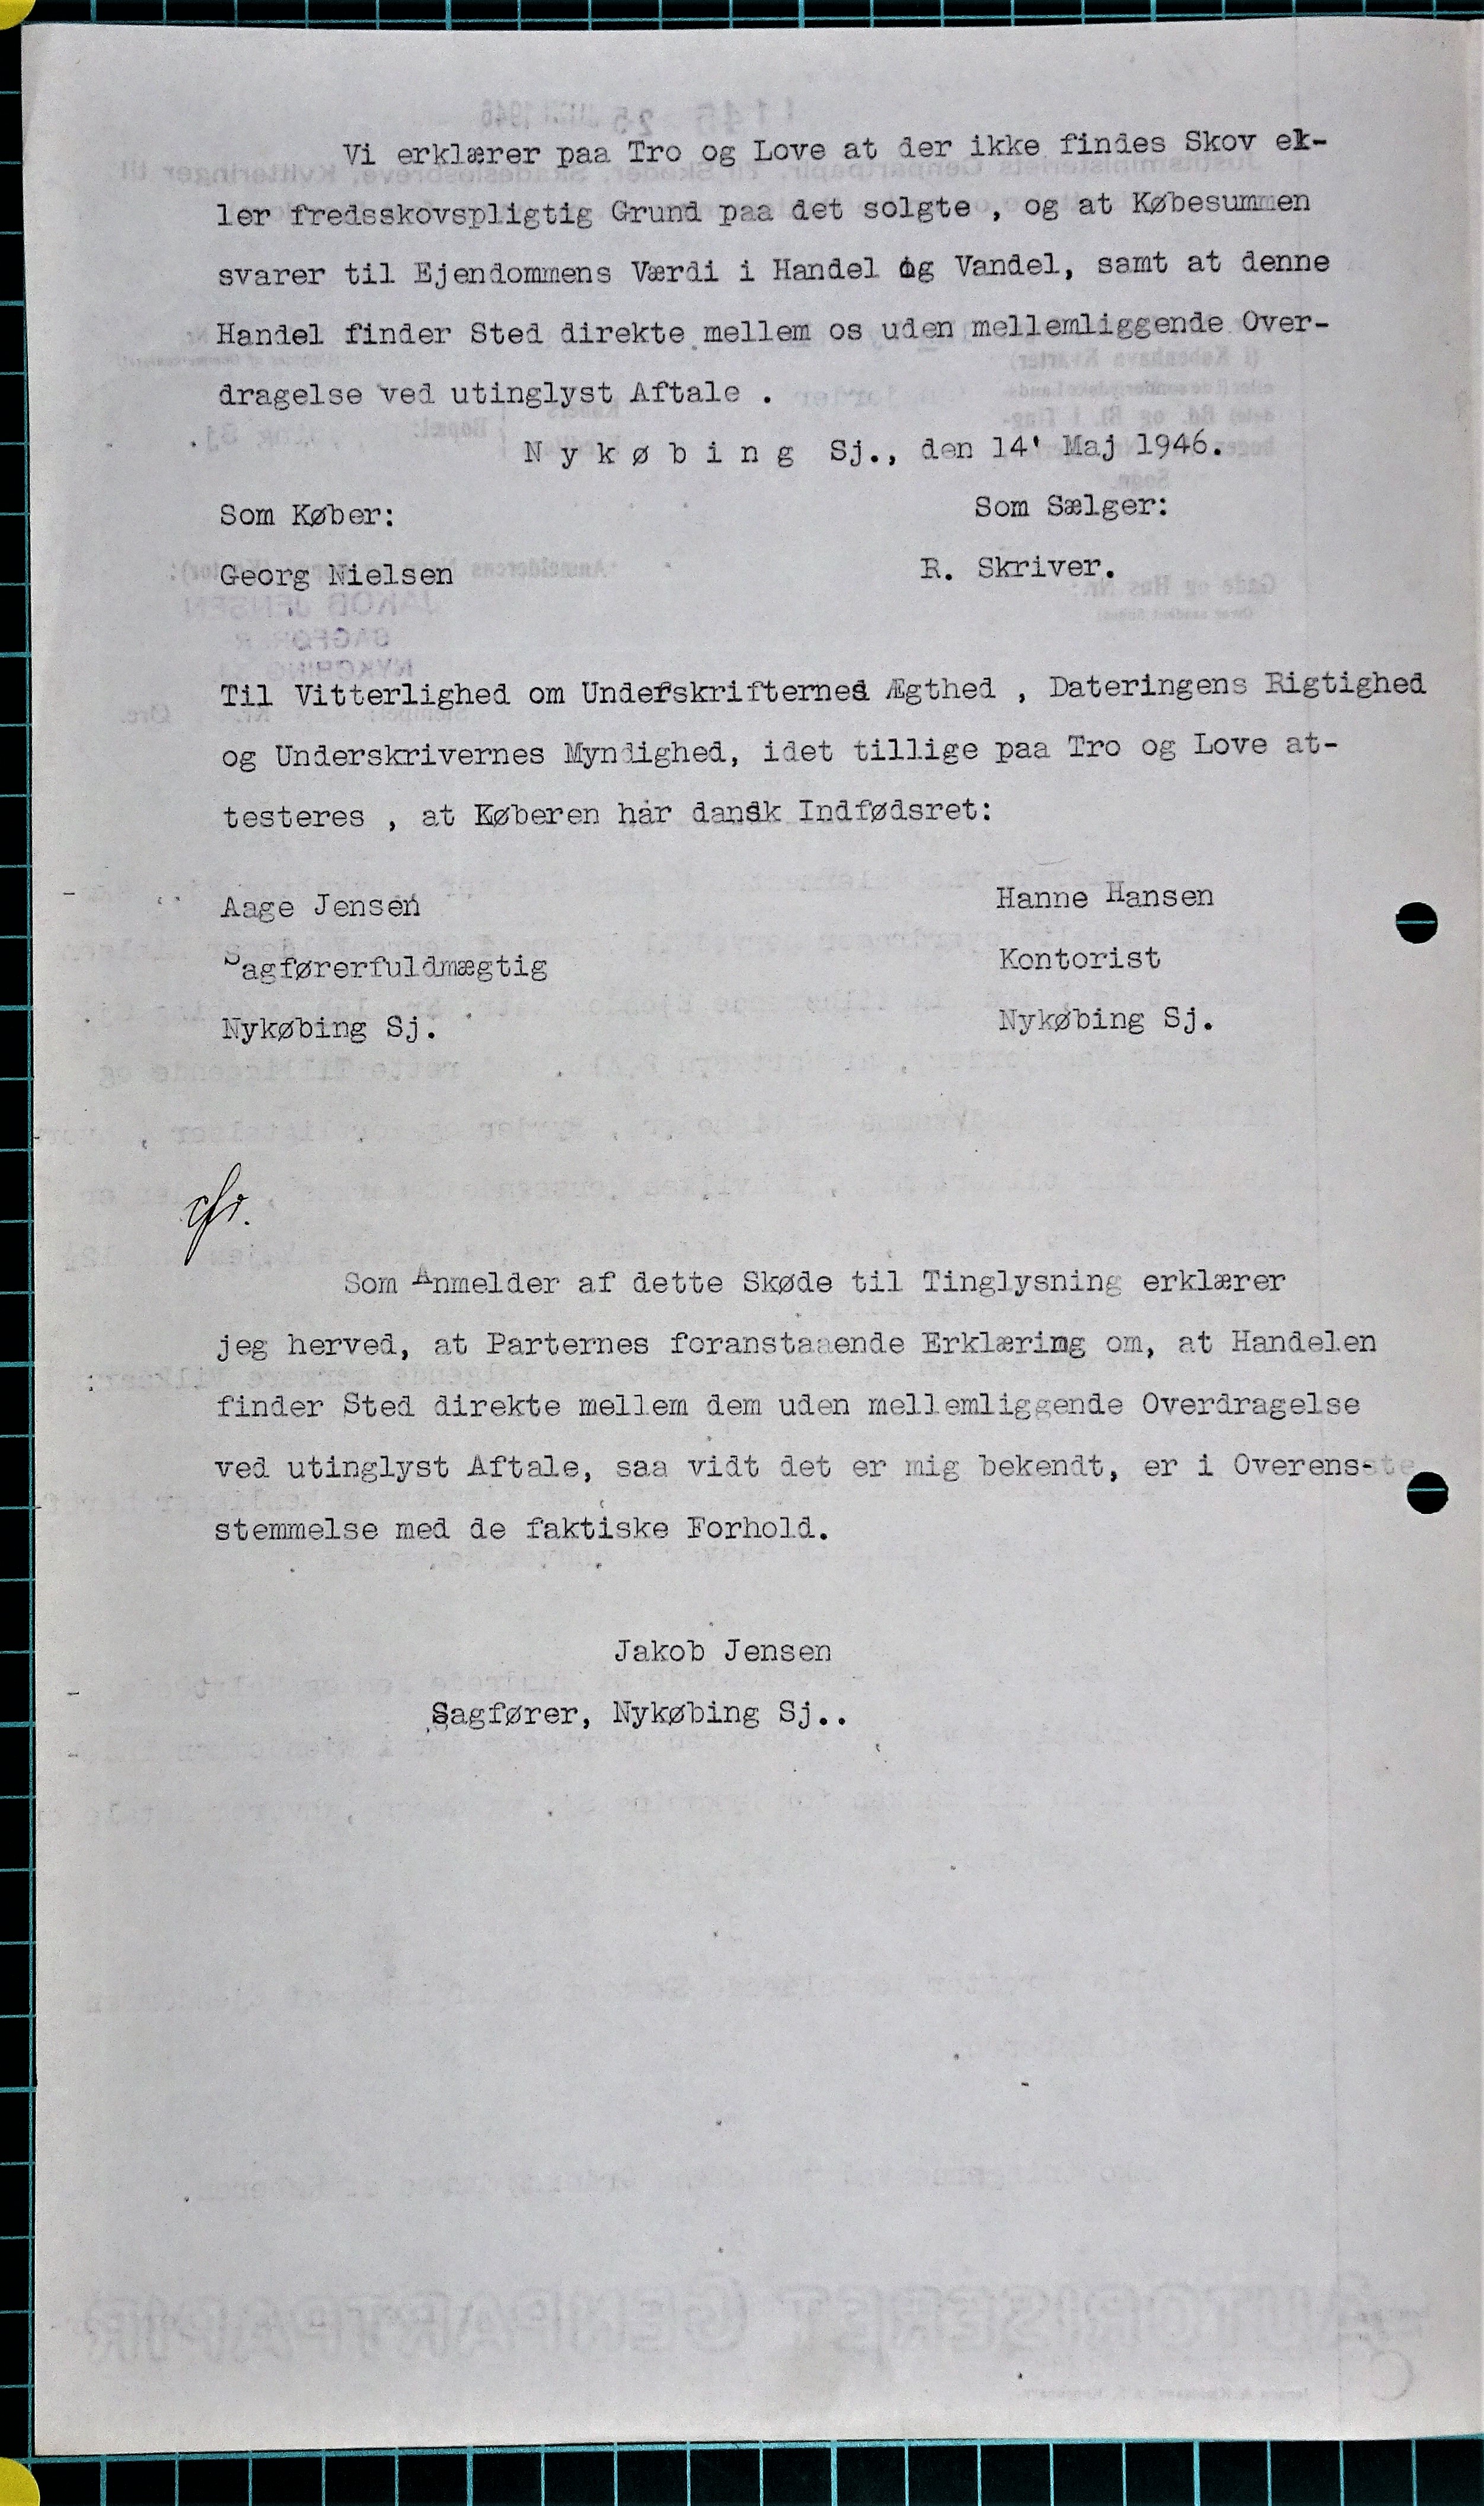 Vi erklærer paa Tro og Love at der ikke findes Skov el-
ler fredsskovspligtig Grund paa det solgte , og at Købesummen
svarer til Ejendommens Værdi i Handel og Vandel, samt at denne
Handel finder Sted direkte mellem os uden mellemliggende Over-
dragelse ved utinglyst Aftale .
N y k ø b i n g Sj., den 14' Maj 1946.
Som Køber: Som Sælger:
Georg Nielsen R. Skriver.
Til Vitterlighed om Underskrifternes Ægthed , Dateringens Rigtighed
og Underskrivernes Myndighed, idet tillige paa Tro og Love at-
testeres , at Køberen har dansk Indfødsret:
Aage Jensen Hanne Hansen
Sagførerfuldmægtig Kontorist
Nykøbing Sj. Nykøbing Sj.
cfr.
Som Anmelder af dette Skøde til Tinglysning erklærer
jeg herved, at Parternes foranstaaende Erklæring om, at Handelen
finder Sted direkte mellem dem uden mellemliggende Overdragelse
ved utinglyst Aftale, saa vidt det er mig bekendt, er i Overens-
stemmelse med de faktiske Forhold.
Jakob Jensen
Sagfører, Nykøbing Sj..